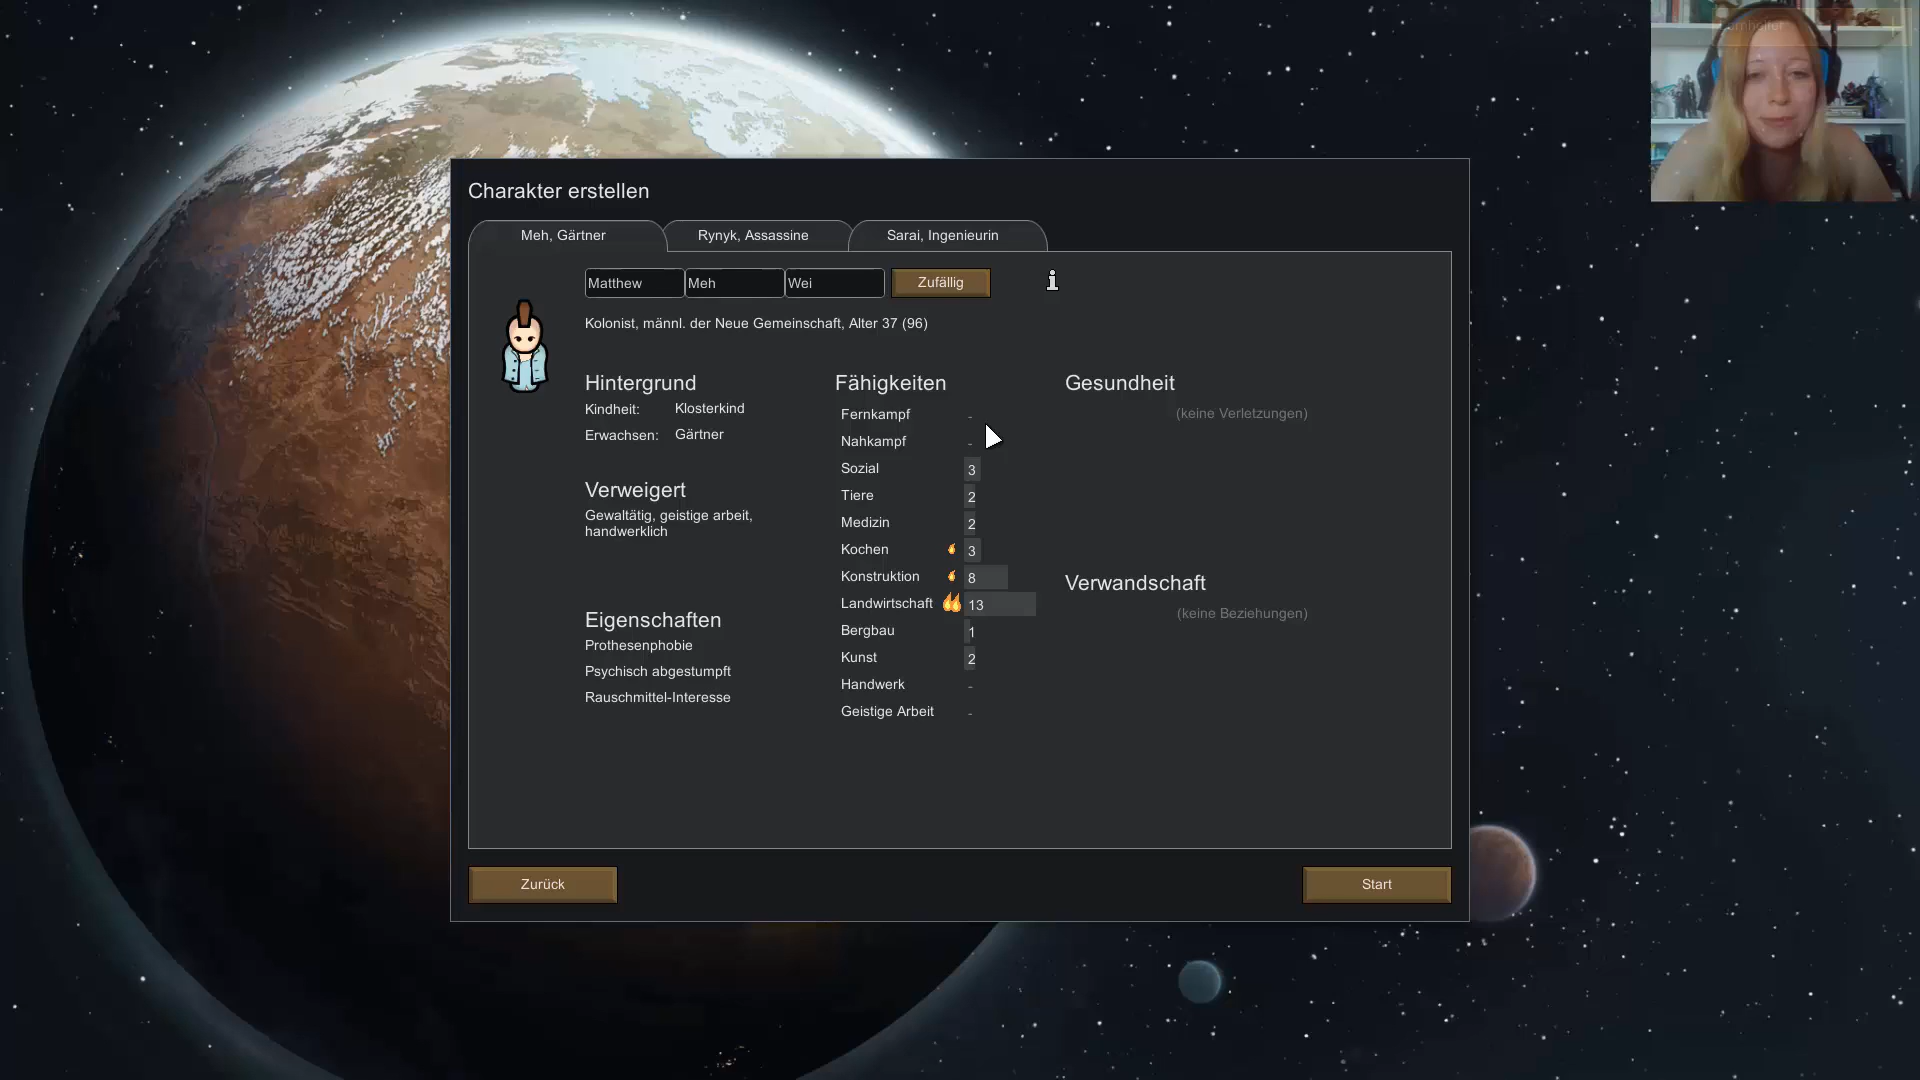 Charakter erstellen
Meh, Gärtner
Rynyk, Assassine
Sarai, Ingenieurin
Matthew
Meh
Wei
Zufällig
Kolonist, männl. der Neue Gemeinschaft, Alter 37 (96)
Hintergrund
Kindheit: Klosterkind
Erwachsen: Gärtner
Verweigert
Gewaltätig, geistige arbeit,
handwerklich
Eigenschaften
Prothesenphobie
Psychisch abgestumpft
Rauschmittel-Interesse
Fähigkeiten
Fernkampf -
Nahkampf -
Sozial 3
Tiere 2
Medizin 2
Kochen 3
Konstruktion 8
Landwirtschaft 13
Bergbau 1
Kunst 2
Handwerk -
Geistige Arbeit -
Gesundheit
(keine Verletzungen)
Verwandschaft
(keine Beziehungen)
Zurück
Start